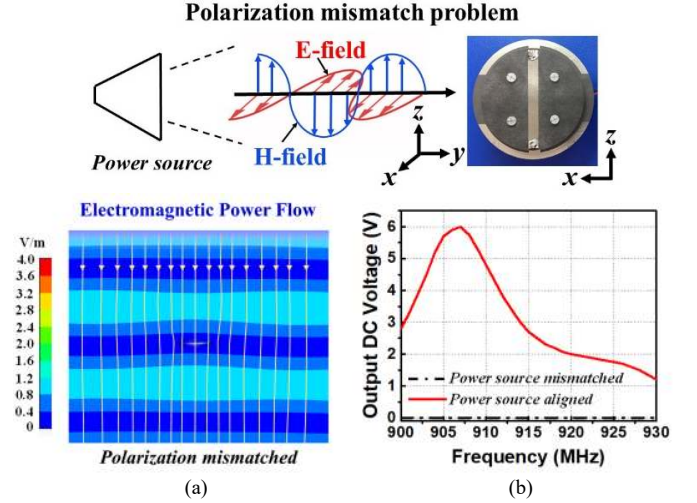 Polarization mismatch problem
E-field
H-field
Power source
z
y
x
z
x
Electromagnetic Power Flow
V/m
4.0
3.6
3.2
2.8
2.4
2.0
1.6
1.2
0.8
0.4
0
Polarization mismatched
(a)
Output DC Voltage (V)
6
5
4
3
2
1
0
Power source mismatched
Power source aligned
900 905 910 915 920 925 930
Frequency (MHz)
(b)